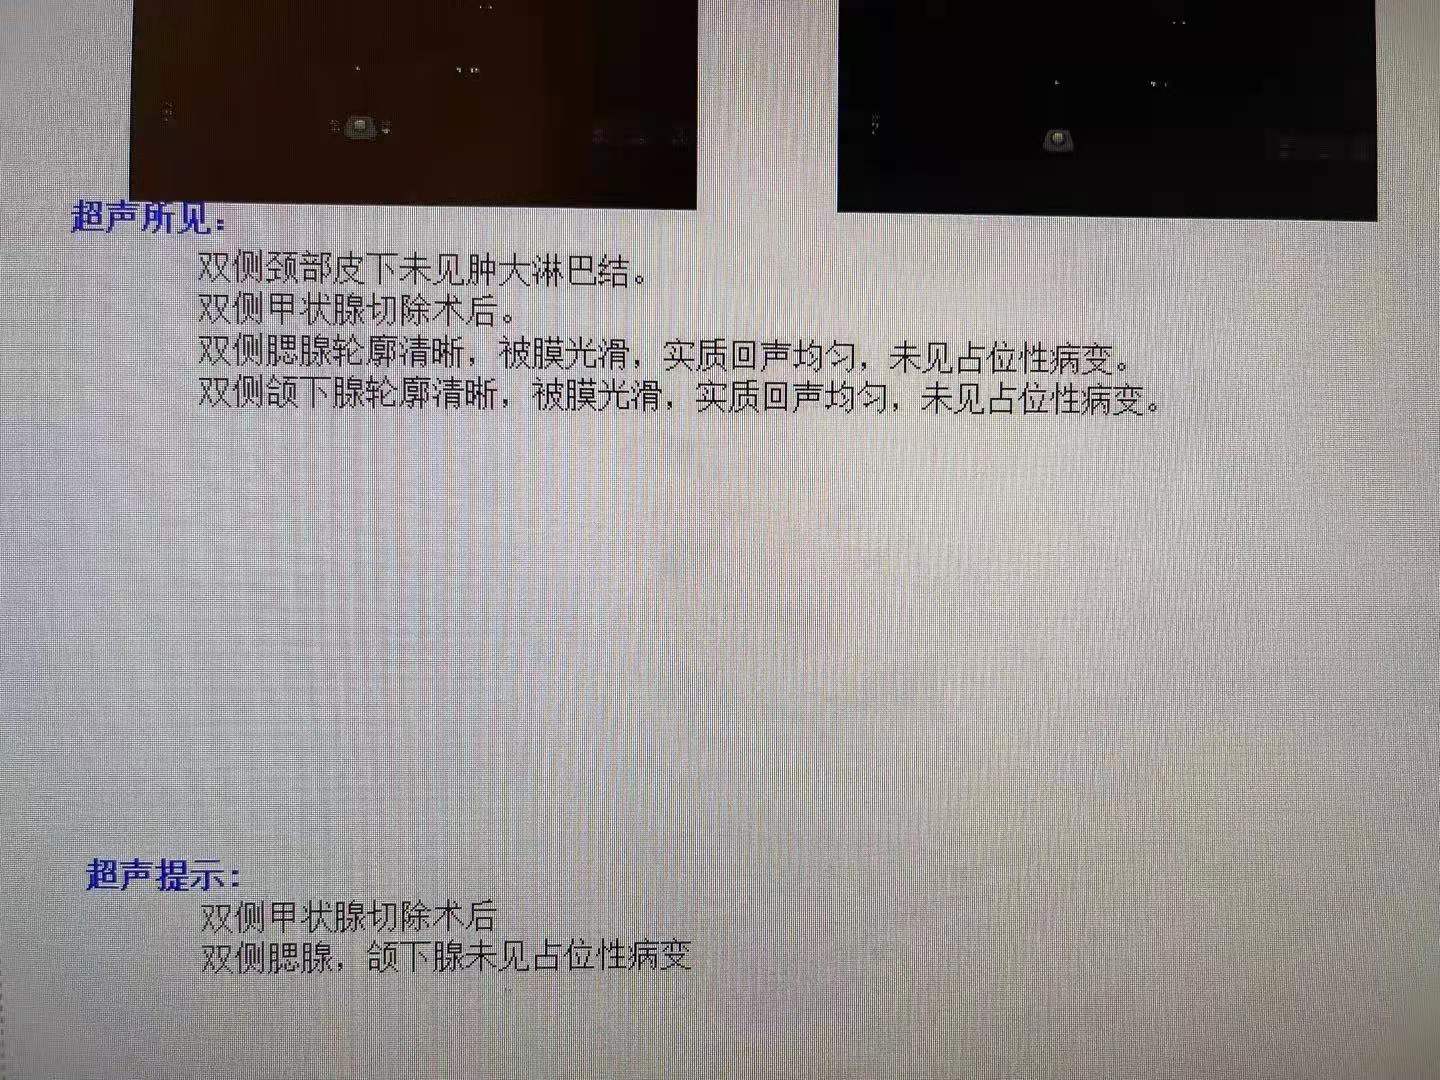 超声所见：
双侧颈部皮下未见肿大淋巴结。
双侧甲状腺切除术后。
双侧腮腺轮廓清晰，被膜光滑，实质回声均匀，未见占位性病变。
双侧颌下腺轮廓清晰，被膜光滑，实质回声均匀，未见占位性病变。
超声提示：
双侧甲状腺切除术后
双侧腮腺，颌下腺未见占位性病变